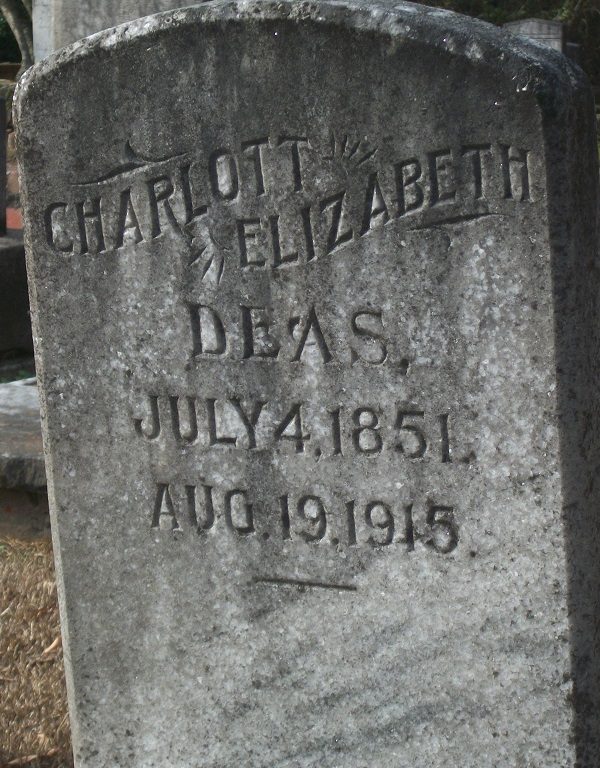 CHARLOTT
ELIZABETH
DEAS,
JULY 4, 1851.
AUG. 19. 1915.